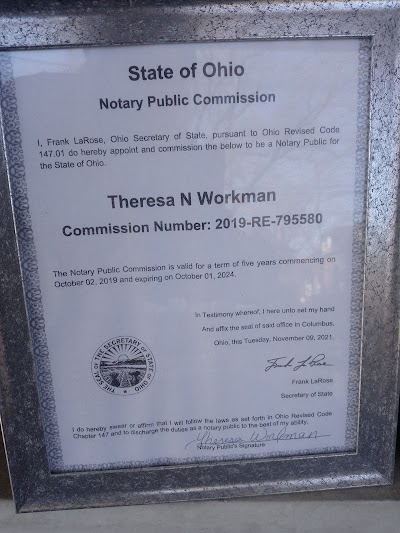 State of Ohio
Notary Public Commission
I, Frank LaRose, Ohio Secretary of State, pursuant to Ohio Revised Code
147.01 do hereby appoint and commission the below to be a Notary Public for
the State of Ohio.
Theresa N Workman
Commission Number: 2019-RE-795580
The Notary Public Commission is valid for a term of five years commencing on
October 02, 2019 and expiring on October 01, 2024.
In Testimony whereof, I here unto set my hand
And affix the seal of said office in Columbus,
Ohio, this Tuesday, November 09, 2021.
THE SEAL OF THE SECRETARY OF STATE OF OHIO
Frank LaRose
Frank LaRose
Secretary of State
I do hereby swear or affirm that I will follow the laws as set forth in Ohio Revised Code
Chapter 147 and to discharge the duties as a notary public to the best of my ability.
Theresa Workman
Notary Public's Signature